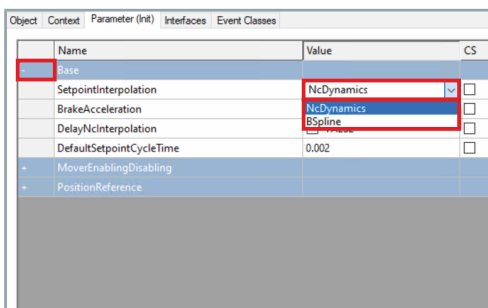 Object Context Parameter (Init) Interfaces Event Classes
Name Value CS
- Base
SetpointInterpolation NcDynamics
BrakeAcceleration NcDynamics
BSpline
DelayNcInterpolation
DefaultSetpointCycleTime 0.002
+ MoverEnablingDisabling
+ PositionReference